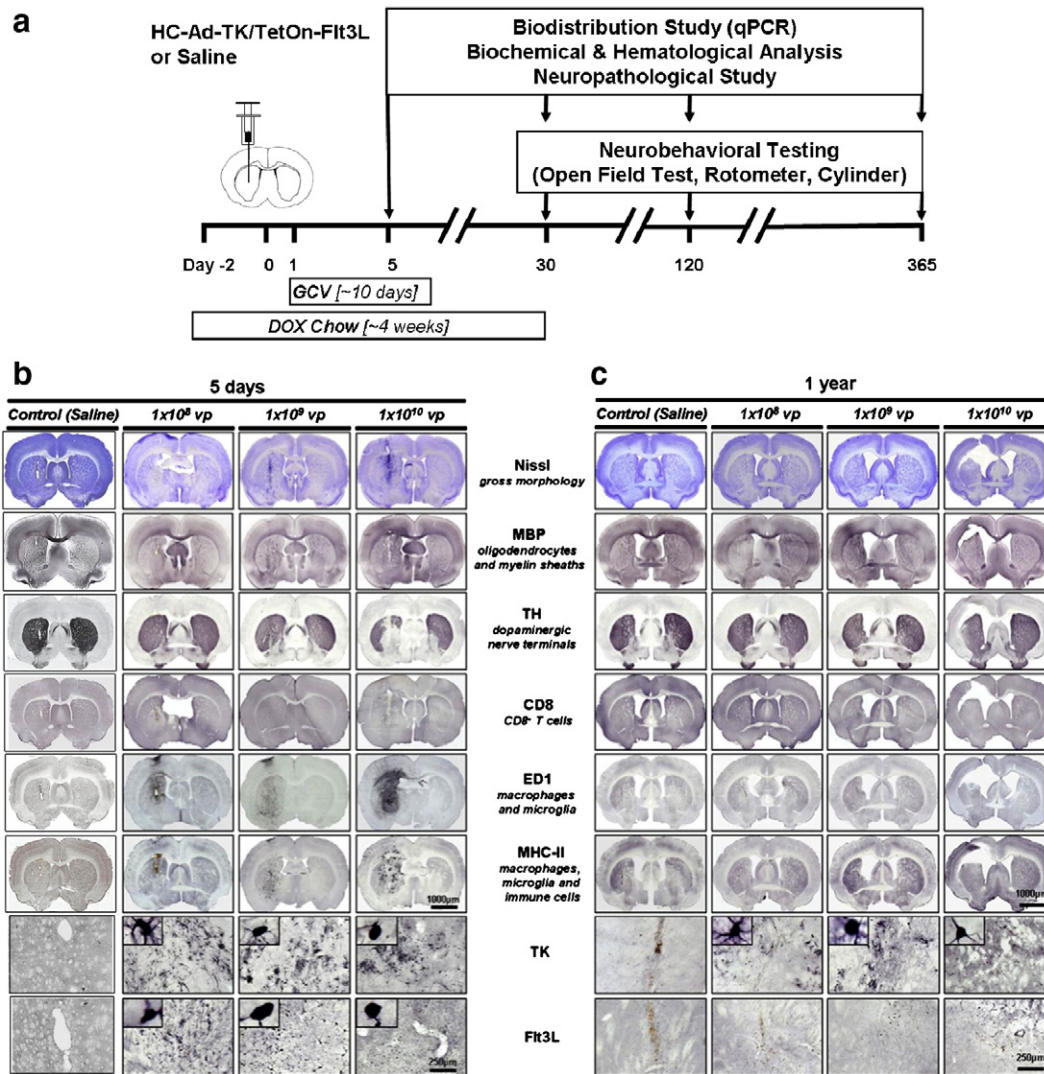 a
HC-Ad-TK/TetOn-Flt3L
or Saline
Biodistribution Study (qPCR)
Biochemical & Hematological Analysis
Neuropathological Study
Neurobehavioral Testing
(Open Field Test, Rotometer, Cylinder)
Day -2 0 1 5 30 120 365
GCV [~10 days]
DOX Chow [~4 weeks]
b
5 days
Control (Saline) 1x10⁸ vp 1x10⁹ vp 1x10¹⁰ vp
c
1 year
Control (Saline) 1x10⁸ vp 1x10⁹ vp 1x10¹⁰ vp
Nissl
gross morphology
MBP
oligodendrocytes
and myelin sheaths
TH
dopaminergic
nerve terminals
CD8
CD8⁺ T cells
ED1
macrophages
and microglia
MHC-II
macrophages,
microglia and
immune cells
1000µm
1000µm
TK
Flt3L
250µm
250µm